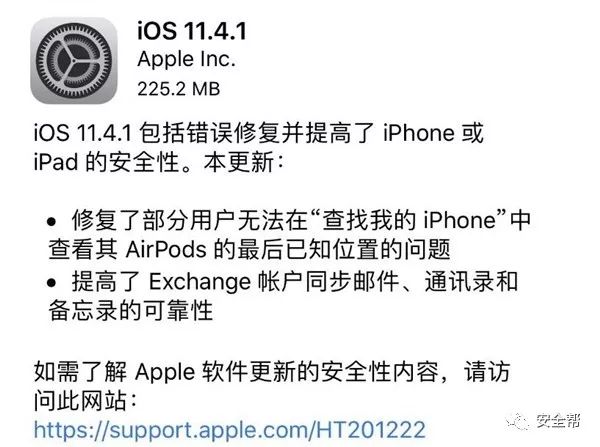 iOS 11.4.1
Apple Inc.
225.2 MB
iOS 11.4.1 包括错误修复并提高了 iPhone 或
iPad 的安全性。本更新：
• 修复了部分用户无法在“查找我的 iPhone”中
查看其 AirPods 的最后已知位置的问题
• 提高了 Exchange 帐户同步邮件、通讯录和
备忘录的可靠性
如需了解 Apple 软件更新的安全性内容，请访
问此网站：
https://support.apple.com/HT201222
安全帮